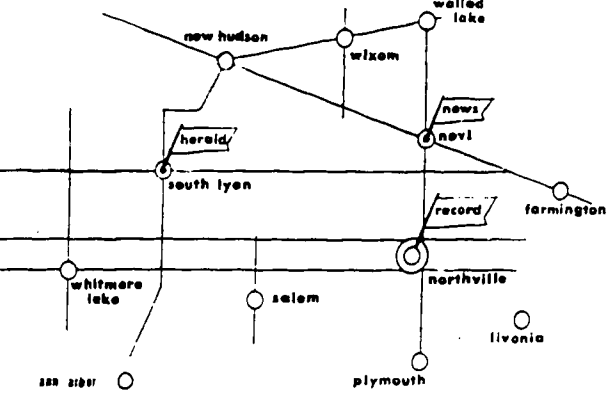 walled
lake
new hudson
wixom
news
novi
herald
south lyon
farmington
record
northville
whitmore
lake
salem
livonia
plymouth
ann arbor